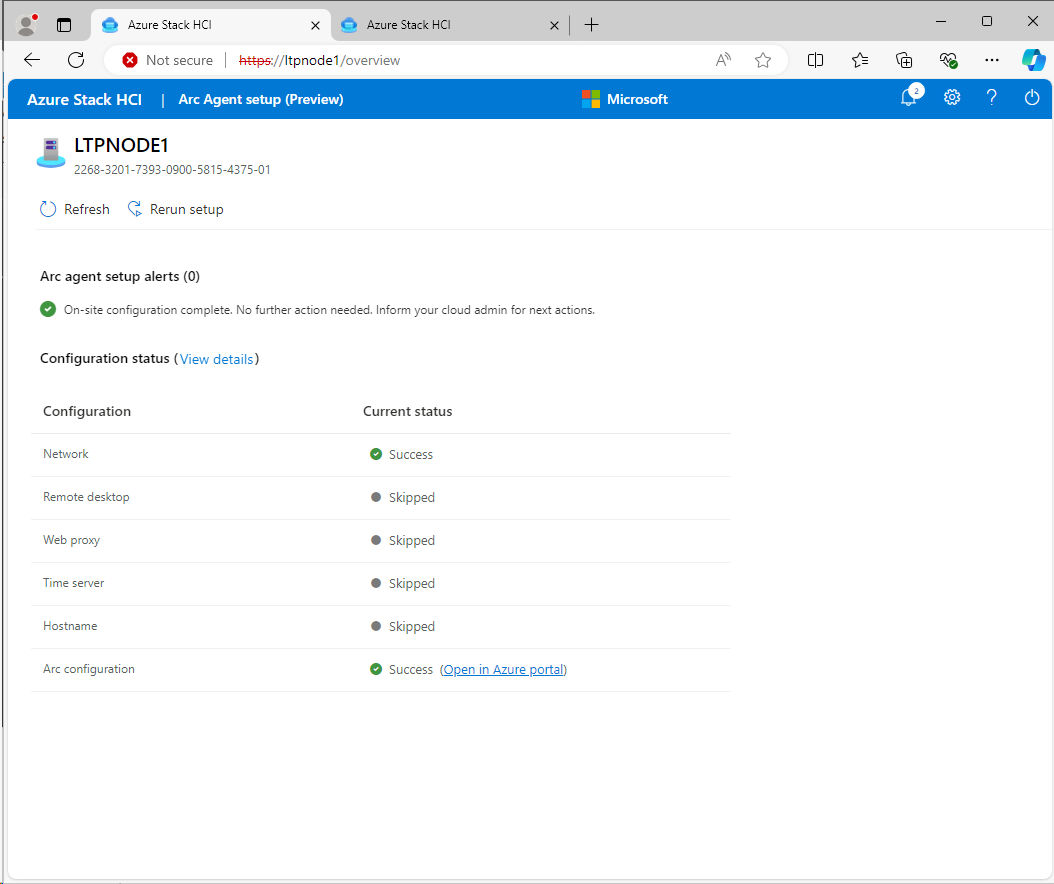 Azure Stack HCI
Azure Stack HCI
Not secure https://ltpnode1/overview
Azure Stack HCI | Arc Agent setup (Preview) Microsoft 2
LTPNODE1
2268-3201-7393-0900-5815-4375-01
Refresh Rerun setup
Arc agent setup alerts (0)
On-site configuration complete. No further action needed. Inform your cloud admin for next actions.
Configuration status (View details)
Configuration Current status
Network Success
Remote desktop Skipped
Web proxy Skipped
Time server Skipped
Hostname Skipped
Arc configuration Success (Open in Azure portal)